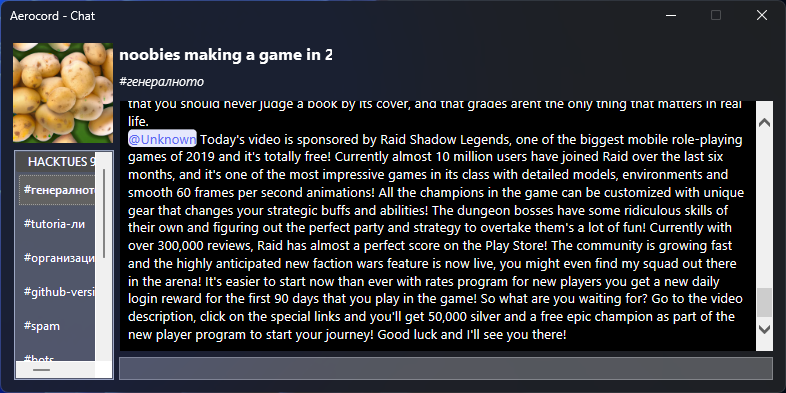 Aerocord - Chat
noobies making a game in 2
#генералното
HACKTUES 9
#генералнот
#tutoria-ли
#организаци
#github-versi
#spam
#bots
that you should never judge a book by its cover, and that grades arent the only thing that matters in real
life.
@Unknown Today's video is sponsored by Raid Shadow Legends, one of the biggest mobile role-playing
games of 2019 and it's totally free! Currently almost 10 million users have joined Raid over the last six
months, and it's one of the most impressive games in its class with detailed models, environments and
smooth 60 frames per second animations! All the champions in the game can be customized with unique
gear that changes your strategic buffs and abilities! The dungeon bosses have some ridiculous skills of
their own and figuring out the perfect party and strategy to overtake them's a lot of fun! Currently with
over 300,000 reviews, Raid has almost a perfect score on the Play Store! The community is growing fast
and the highly anticipated new faction wars feature is now live, you might even find my squad out there
in the arena! It's easier to start now than ever with rates program for new players you get a new daily
login reward for the first 90 days that you play in the game! So what are you waiting for? Go to the video
description, click on the special links and you'll get 50,000 silver and a free epic champion as part of the
new player program to start your journey! Good luck and I'll see you there!